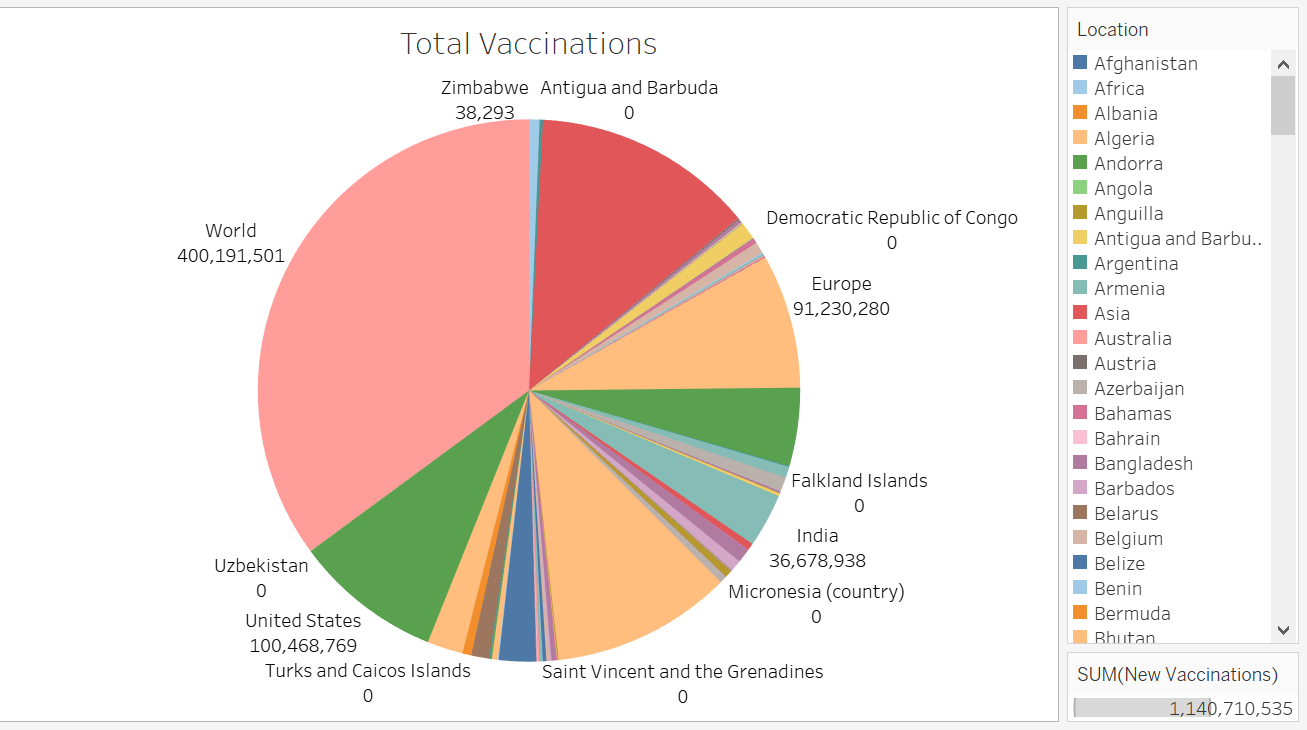 Total Vaccinations
Zimbabwe
38,293
Antigua and Barbuda
0
Democratic Republic of Congo
0
World
400,191,501
Europe
91,230,280
Falkland Islands
0
India
36,678,938
Uzbekistan
0
Micronesia (country)
0
United States
100,468,769
Turks and Caicos Islands
0
Saint Vincent and the Grenadines
0
Location
Afghanistan
Africa
Albania
Algeria
Andorra
Angola
Anguilla
Antigua and Barbu..
Argentina
Armenia
Asia
Australia
Austria
Azerbaijan
Bahamas
Bahrain
Bangladesh
Barbados
Belarus
Belgium
Belize
Benin
Bermuda
Bhutan
SUM(New Vaccinations)
1,140,710,535